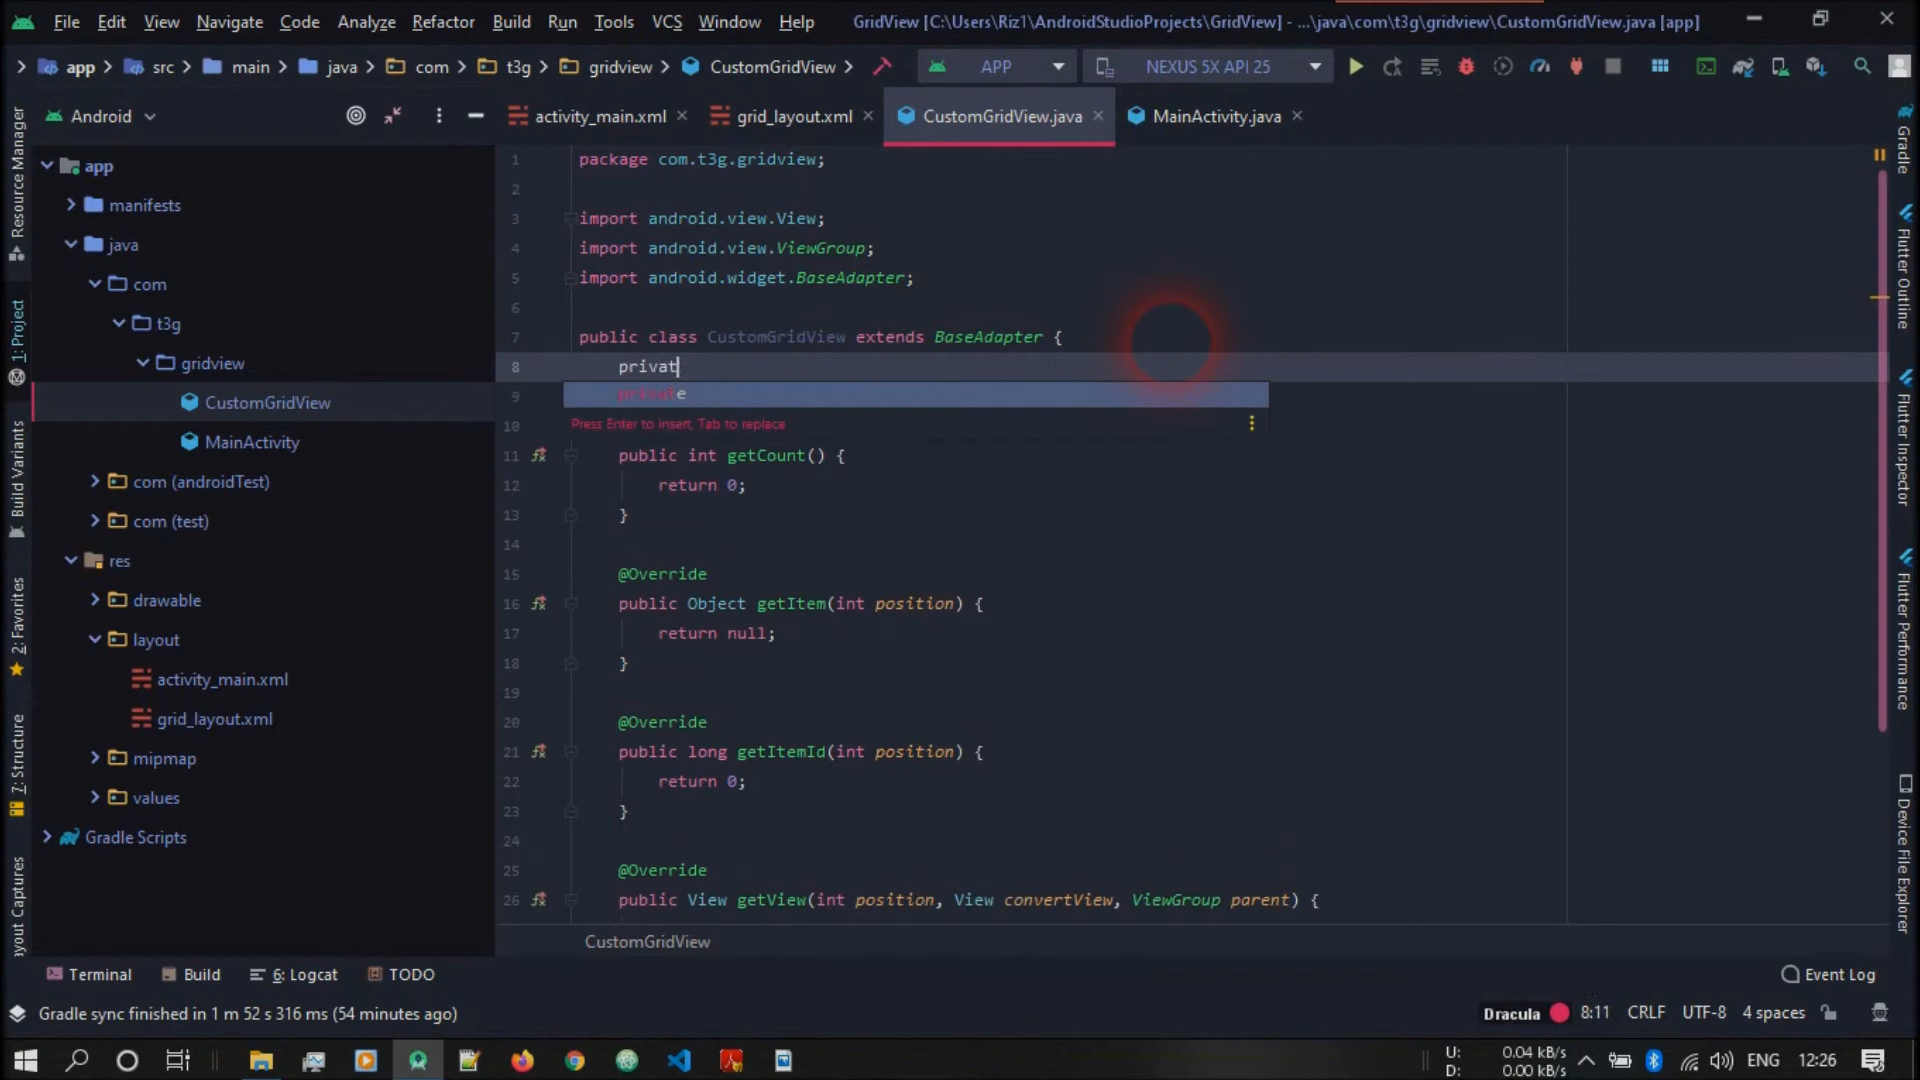 File Edit View Navigate Code Analyze Refactor Build Run Tools VCS Window Help GridView [C:\Users\Riz1\AndroidStudioProjects\GridView] - ...\java\com\t3g\gridview\CustomGridView.java [app]
app src main java com t3g gridview CustomGridView APP NEXUS 5X API 25
Android activity_main.xml grid_layout.xml CustomGridView.java MainActivity.java
Resource Manager
1: Project
Build Variants
2: Favorites
7: Structure
ayout Captures
app
manifests
java
com
t3g
gridview
CustomGridView
MainActivity
com (androidTest)
com (test)
res
drawable
layout
activity_main.xml
grid_layout.xml
mipmap
values
Gradle Scripts
1 package com.t3g.gridview;
2
3 import android.view.View;
4 import android.view.ViewGroup;
5 import android.widget.BaseAdapter;
6
7 public class CustomGridView extends BaseAdapter {
8 privat
9 private
10 Press Enter to insert, Tab to replace
11 public int getCount() {
12 return 0;
13 }
14
15 @Override
16 public Object getItem(int position) {
17 return null;
18 }
19
20 @Override
21 public long getItemId(int position) {
22 return 0;
23 }
24
25 @Override
26 public View getView(int position, View convertView, ViewGroup parent) {
CustomGridView
Gradle
Flutter Outline
Flutter Inspector
Flutter Performance
Device File Explorer
Terminal Build 6: Logcat TODO Event Log
Gradle sync finished in 1 m 52 s 316 ms (54 minutes ago) Dracula 8:11 CRLF UTF-8 4 spaces
U: 0.04 kB/s
D: 0.00 kB/s
ENG 12:26